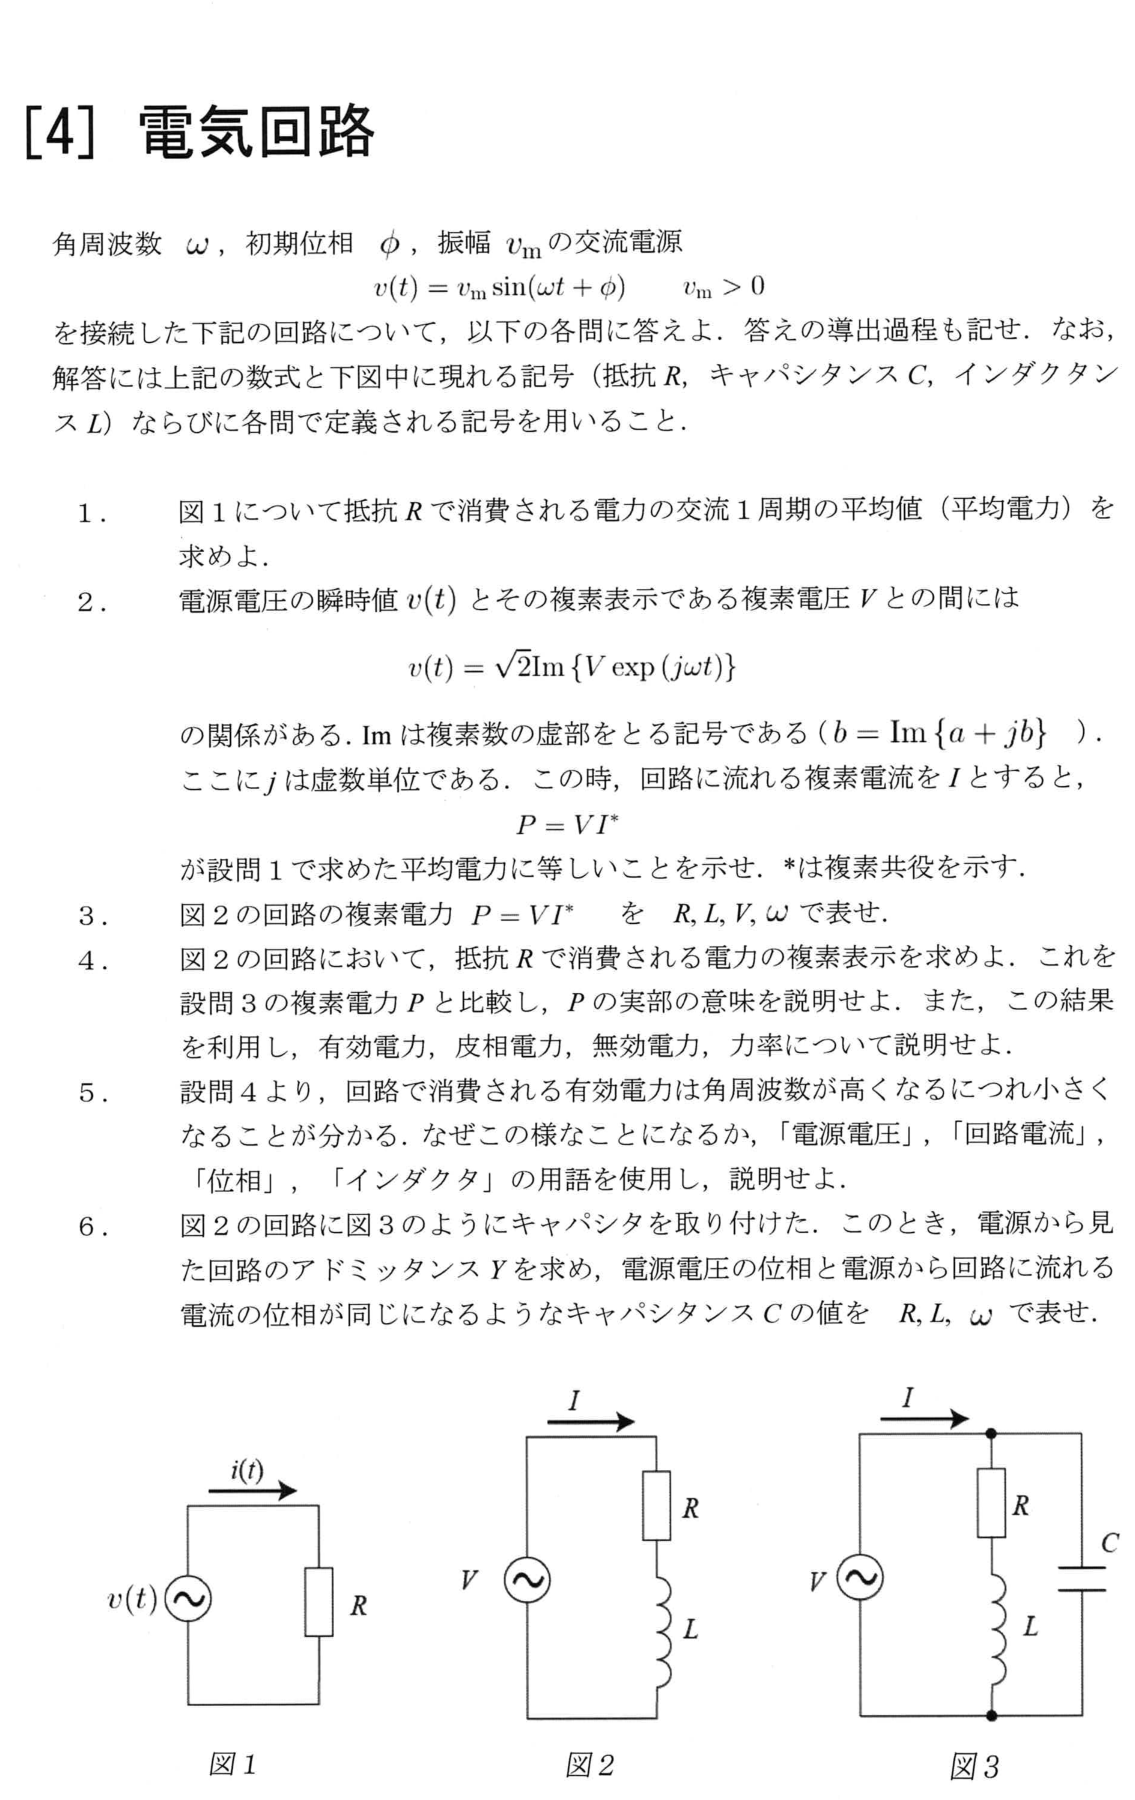 [4] 電気回路
角周波数 ω，初期位相 ϕ，振幅 vmの交流電源
v(t) = vm sin(ωt + ϕ)  vm > 0
を接続した下記の回路について，以下の各問に答えよ．答えの導出過程も記せ．なお，
解答には上記の数式と下図中に現れる記号（抵抗 R，キャパシタンス C，インダクタン
ス L）ならびに各問で定義される記号を用いること．
１． 図１について抵抗 R で消費される電力の交流１周期の平均値（平均電力）を
求めよ．
２． 電源電圧の瞬時値 v(t) とその複素表示である複素電圧 V との間には
v(t) = √2Im {V exp (jωt)}
の関係がある．Im は複素数の虚部をとる記号である（b = Im {a + jb} ）．
ここに j は虚数単位である．この時，回路に流れる複素電流を I とすると，
P = VI*
が設問１で求めた平均電力に等しいことを示せ．*は複素共役を示す．
３． 図２の回路の複素電力 P = VI* を R, L, V, ω で表せ．
４． 図２の回路において，抵抗 R で消費される電力の複素表示を求めよ．これを
設問３の複素電力 P と比較し，P の実部の意味を説明せよ．また，この結果
を利用し，有効電力，皮相電力，無効電力，力率について説明せよ．
５． 設問４より，回路で消費される有効電力は角周波数が高くなるにつれ小さく
なることが分かる．なぜこの様なことになるか，「電源電圧」，「回路電流」，
「位相」，「インダクタ」の用語を使用し，説明せよ．
６． 図２の回路に図３のようにキャパシタを取り付けた．このとき，電源から見
た回路のアドミッタンス Y を求め，電源電圧の位相と電源から回路に流れる
電流の位相が同じになるようなキャパシタンス C の値を R, L, ω で表せ．
i(t)
v(t)
R
図１
I
V
R
L
図２
I
V
R
L
C
図３